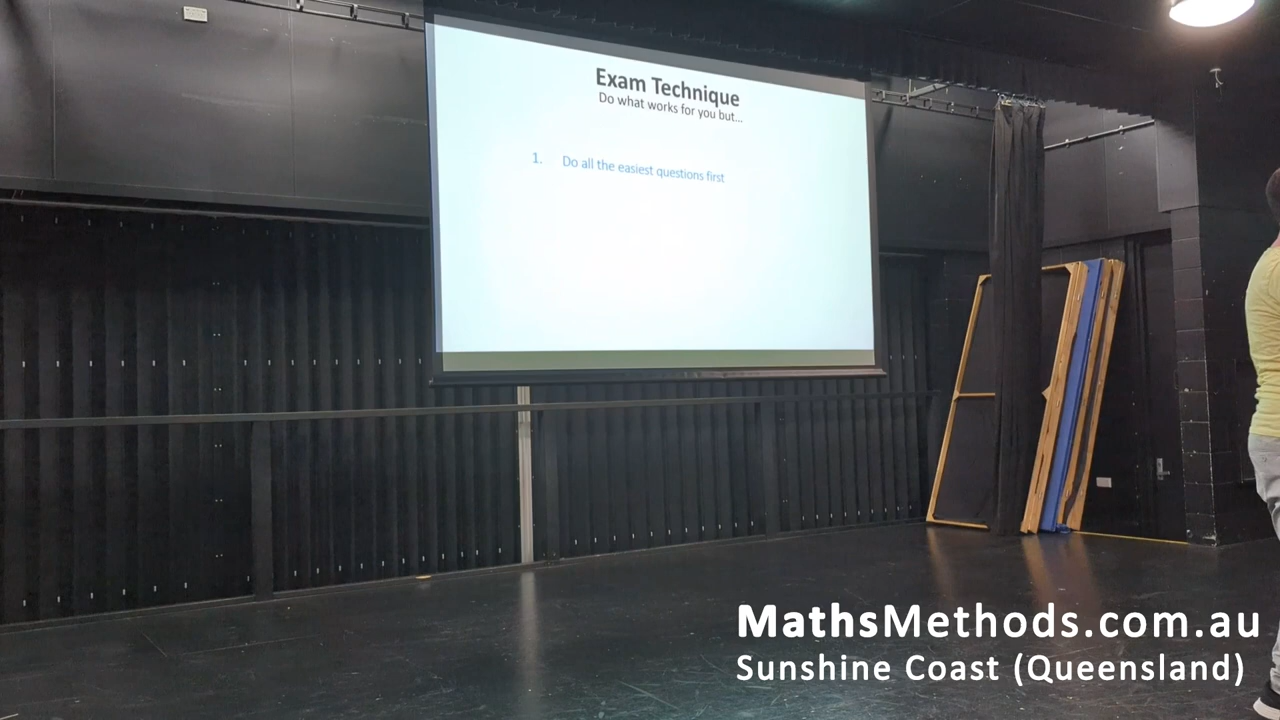 Exam Technique
Do what works for you but...
1. Do all the easiest questions first
MathsMethods.com.au
Sunshine Coast (Queensland)